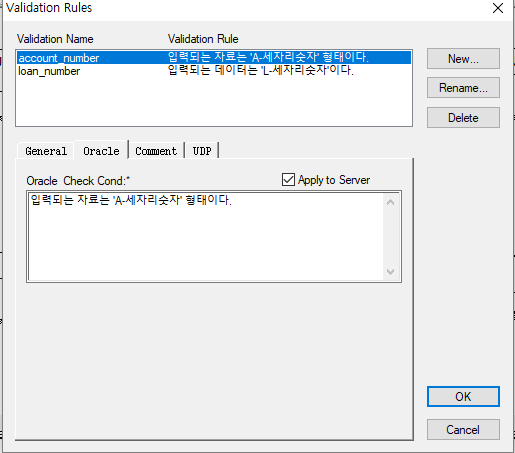 Validation Rules
Validation Name Validation Rule
account_number 입력되는 자료는 'A-세자리숫자' 형태이다.
loan_number 입력되는 데이터는 'L-세자리숫자'이다.
New...
Rename...
Delete
General Oracle Comment UDP
Oracle Check Cond:* Apply to Server
입력되는 자료는 'A-세자리숫자' 형태이다.
OK
Cancel